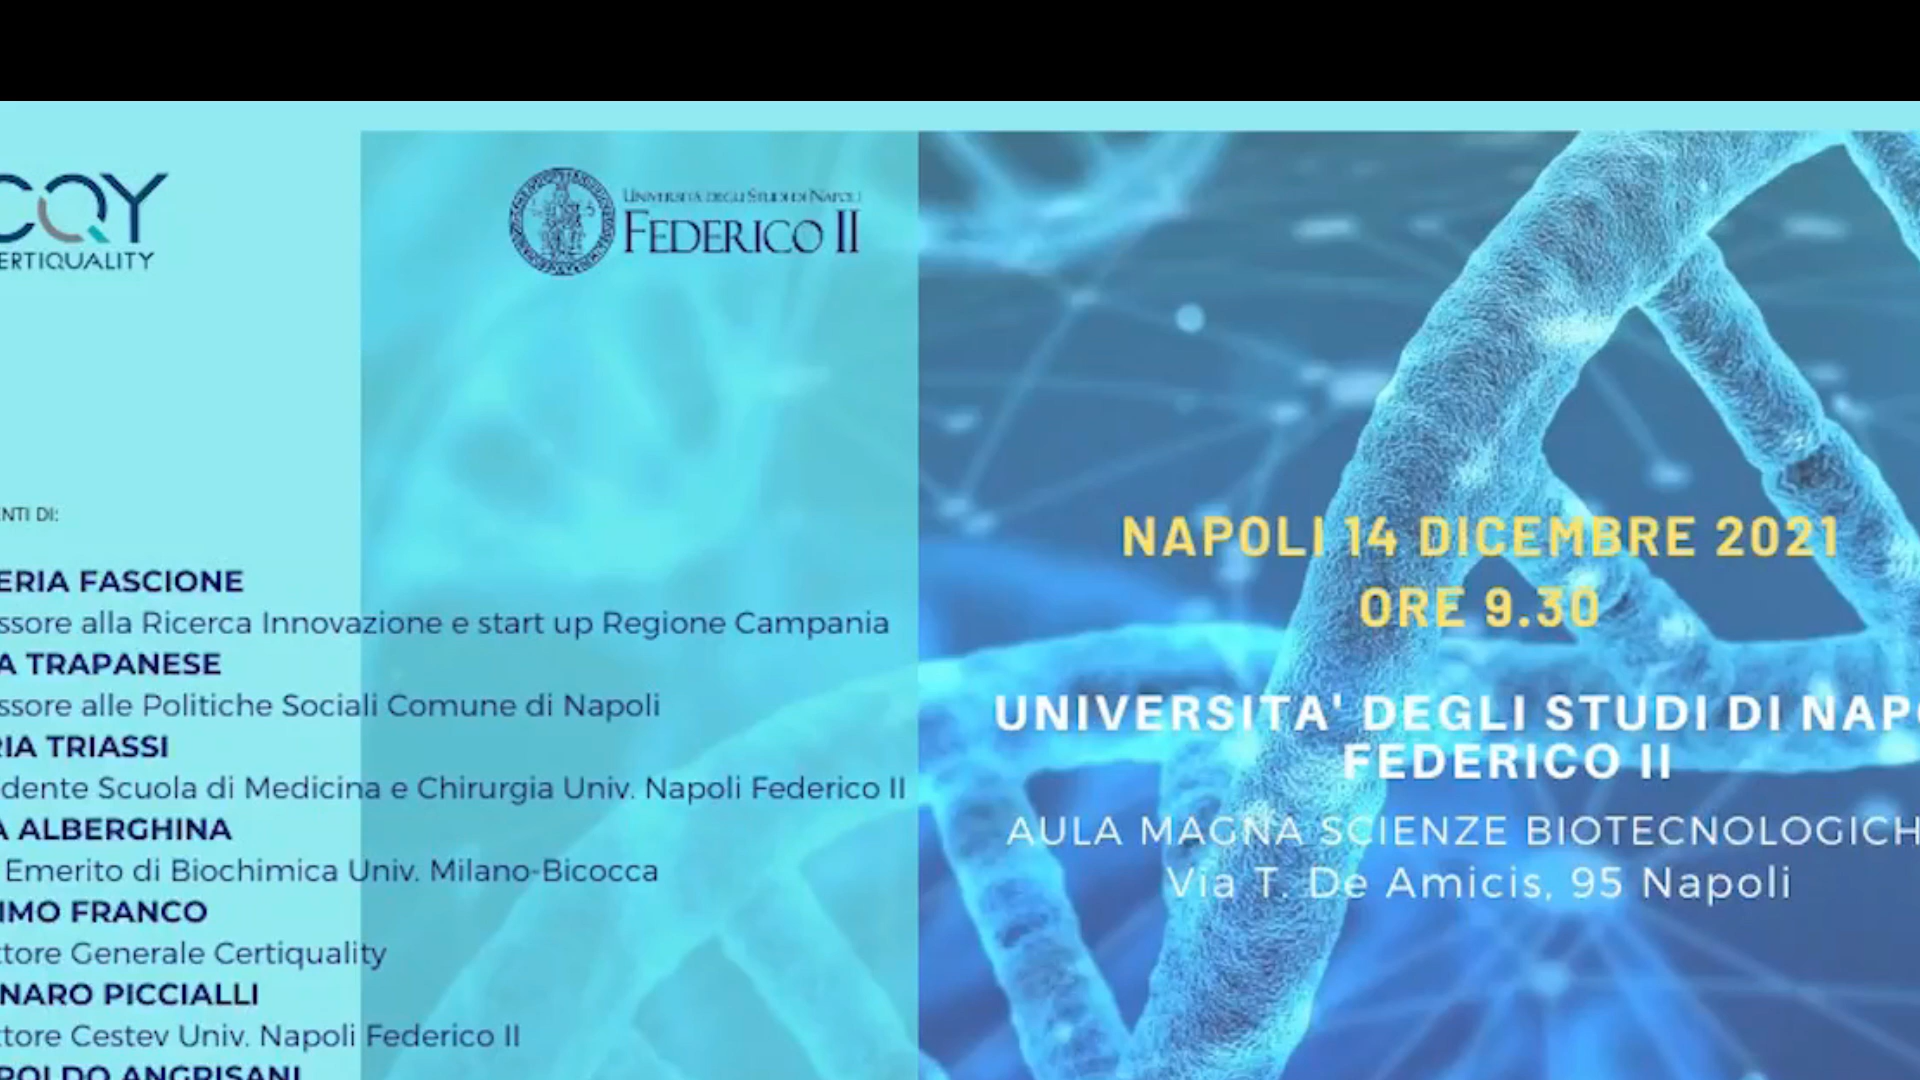 CQY
ERTIQUALITY
UNIVERSITÀ DEGLI STUDI DI NAPOLI
FEDERICO II
NTI DI:
ERIA FASCIONE
ssore alla Ricerca Innovazione e start up Regione Campania
A TRAPANESE
ssore alle Politiche Sociali Comune di Napoli
RIA TRIASSI
dente Scuola di Medicina e Chirurgia Univ. Napoli Federico II
A ALBERGHINA
Emerito di Biochimica Univ. Milano-Bicocca
IMO FRANCO
ttore Generale Certiquality
NARO PICCIALLI
ttore Cestev Univ. Napoli Federico II
POLDO ANGRISANI
NAPOLI 14 DICEMBRE 2021
ORE 9.30
UNIVERSITA' DEGLI STUDI DI NAPO
FEDERICO II
AULA MAGNA SCIENZE BIOTECNOLOGICH
Via T. De Amicis, 95 Napoli